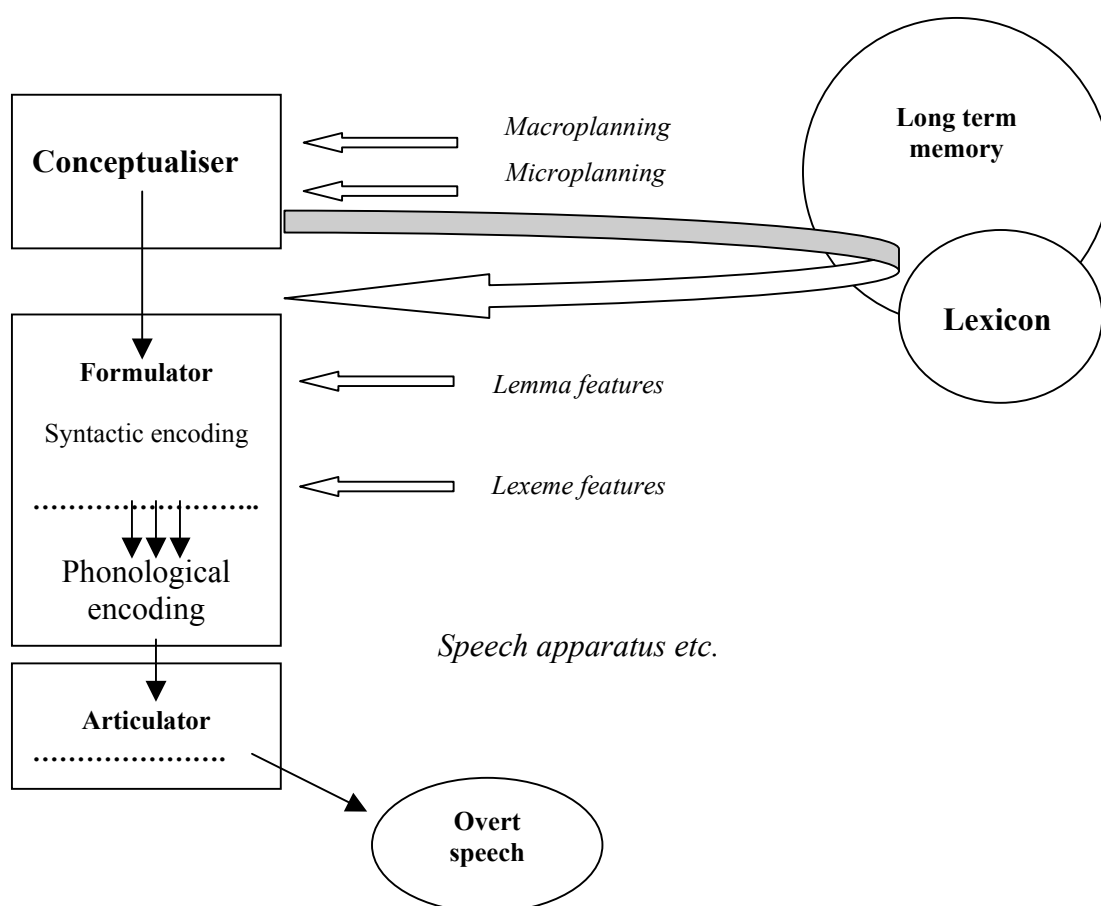 Macroplanning
Long term
memory
Conceptualiser
Microplanning
Lexicon
Formulator
Lemma features
Syntactic encoding
Lexeme features
……………………..
Phonological
encoding
Speech apparatus etc.
Articulator
………………….
Overt
speech